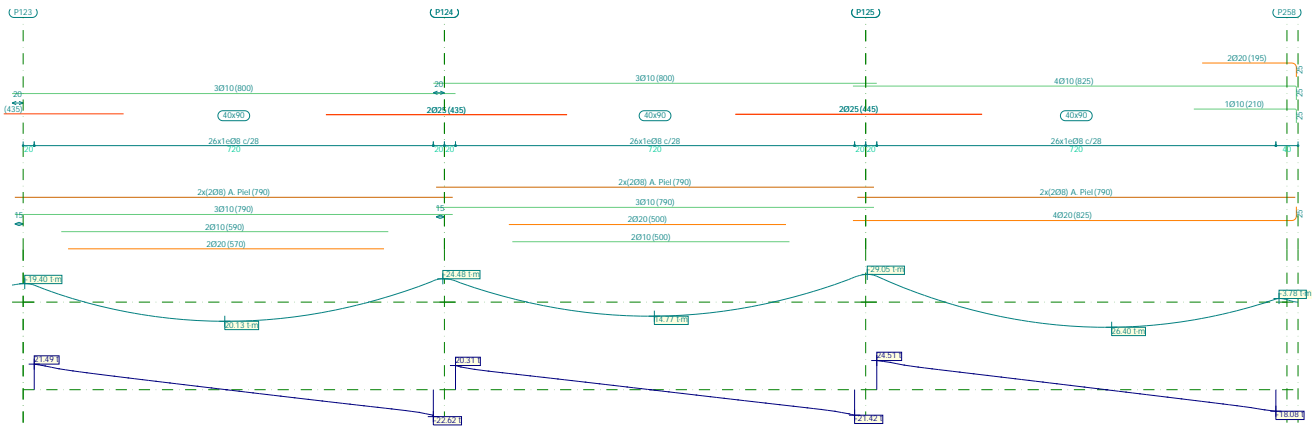 P123 P124 P125 P258
2Ø20 (195)
25
3Ø10 (800)
4Ø10 (825)
20
3Ø10 (800)
20
25
(435)
2Ø25 (435)
2Ø25 (445)
1Ø10 (210)
25
40x90 40x90 40x90
26x1eØ8 c/28 26x1eØ8 c/28 26x1eØ8 c/28
20 720 20 20 720 20 20 720 40
2x(2Ø8) A. Piel (790)
2x(2Ø8) A. Piel (790) 2x(2Ø8) A. Piel (790)
3Ø10 (790)
15
3Ø10 (790)
15
4Ø20 (825)
25
2Ø20 (500)
2Ø10 (590)
2Ø10 (500)
2Ø20 (570)
-19.40 t·m
-24.48 t·m
-29.05 t·m
-3.78 t·m
20.13 t·m
14.77 t·m
26.40 t·m
21.49 t
20.31 t
24.51 t
-22.62 t
-21.42 t
-18.08 t